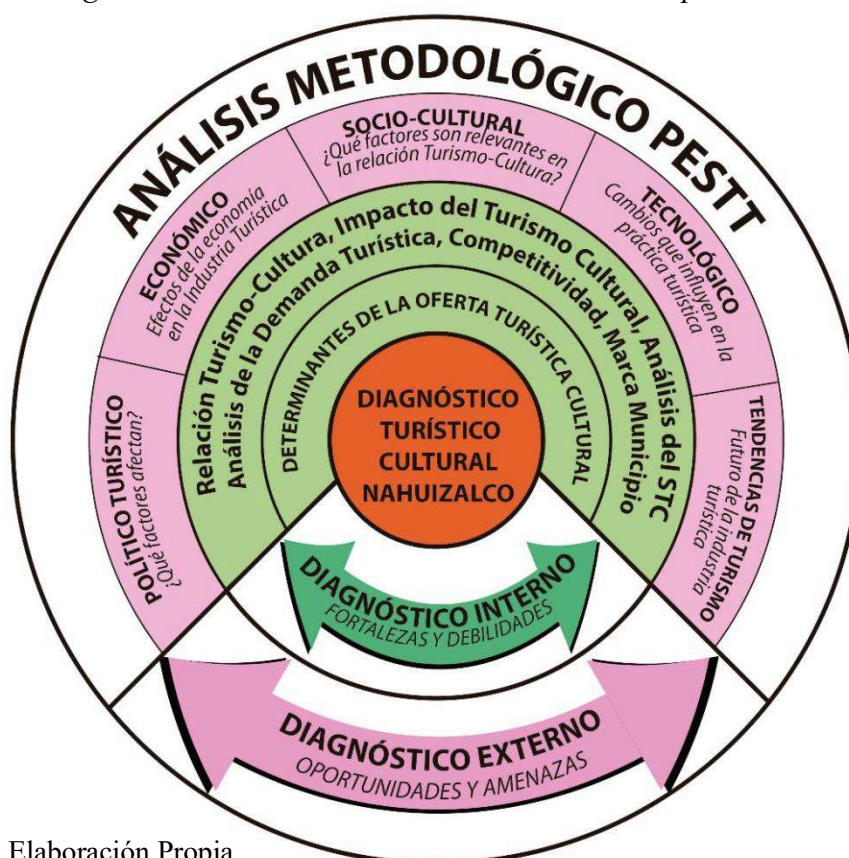 ANÁLISIS METODOLÓGICO PESTT
POLÍTICO TURÍSTICO
¿Qué factores afectan?
ECONÓMICO
Efectos de la economía
en la Industria Turística
SOCIO-CULTURAL
¿Qué factores son relevantes en
la relación Turismo-Cultura?
TECNOLÓGICO
Cambios que influyen en la
práctica turística
TENDENCIAS DE TURISMO
Futuro de la industria
turística
Relación Turismo-Cultura, Impacto del Turismo Cultural, Análisis del STC
Análisis de la Demanda Turística, Competitividad, Marca Municipio
DETERMINANTES DE LA OFERTA TURÍSTICA CULTURAL
DIAGNÓSTICO
TURÍSTICO
CULTURAL
NAHUIZALCO
DIAGNÓSTICO INTERNO
FORTALEZAS Y DEBILIDADES
DIAGNÓSTICO EXTERNO
OPORTUNIDADES Y AMENAZAS
Elaboración Propia